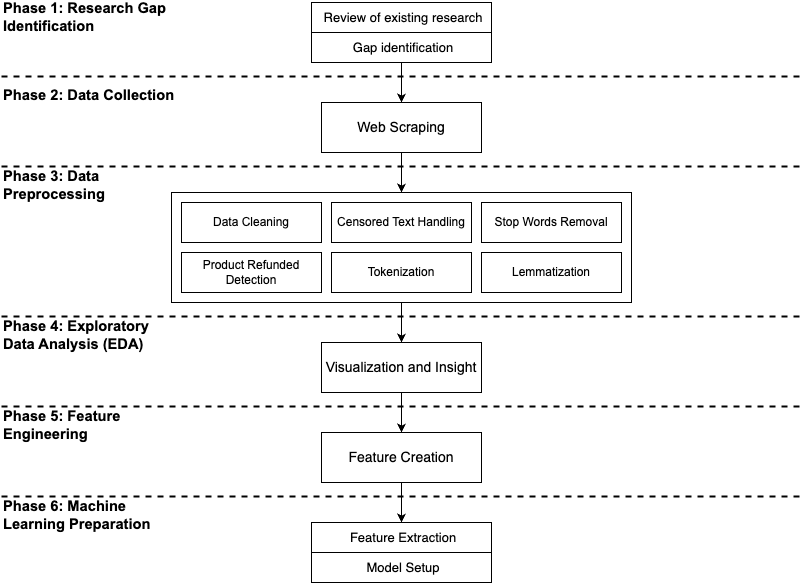 Phase 1: Research Gap
Identification
Review of existing research
Gap identification
Phase 2: Data Collection
Web Scraping
Phase 3: Data
Preprocessing
Data Cleaning
Censored Text Handling
Stop Words Removal
Product Refunded
Detection
Tokenization
Lemmatization
Phase 4: Exploratory
Data Analysis (EDA)
Visualization and Insight
Phase 5: Feature
Engineering
Feature Creation
Phase 6: Machine
Learning Preparation
Feature Extraction
Model Setup